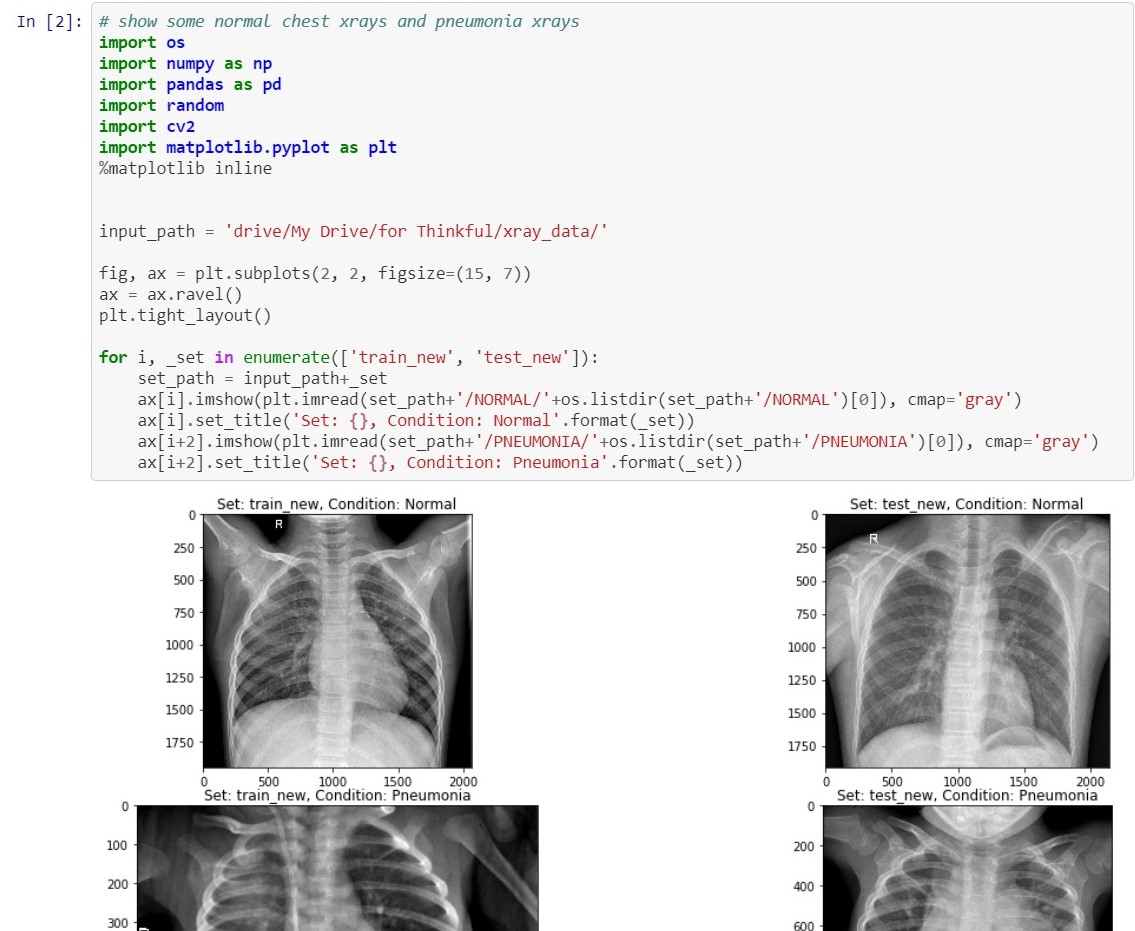 In [2]: # show some normal chest xrays and pneumonia xrays
import os
import numpy as np
import pandas as pd
import random
import cv2
import matplotlib.pyplot as plt
%matplotlib inline
input_path = 'drive/My Drive/for Thinkful/xray_data/'
fig, ax = plt.subplots(2, 2, figsize=(15, 7))
ax = ax.ravel()
plt.tight_layout()
for i, _set in enumerate(['train_new', 'test_new']):
    set_path = input_path+_set
    ax[i].imshow(plt.imread(set_path+'/NORMAL/'+os.listdir(set_path+'/NORMAL')[0]), cmap='gray')
    ax[i].set_title('Set: {}, Condition: Normal'.format(_set))
    ax[i+2].imshow(plt.imread(set_path+'/PNEUMONIA/'+os.listdir(set_path+'/PNEUMONIA')[0]), cmap='gray')
    ax[i+2].set_title('Set: {}, Condition: Pneumonia'.format(_set))
Set: train_new, Condition: Normal
0
R
250
500
750
1000
1250
1500
1750
0 500 1000 1500 2000
Set: test_new, Condition: Normal
0
R
250
500
750
1000
1250
1500
1750
0 500 1000 1500 2000
Set: train_new, Condition: Pneumonia
0
100
200
300
Set: test_new, Condition: Pneumonia
0
200
400
600